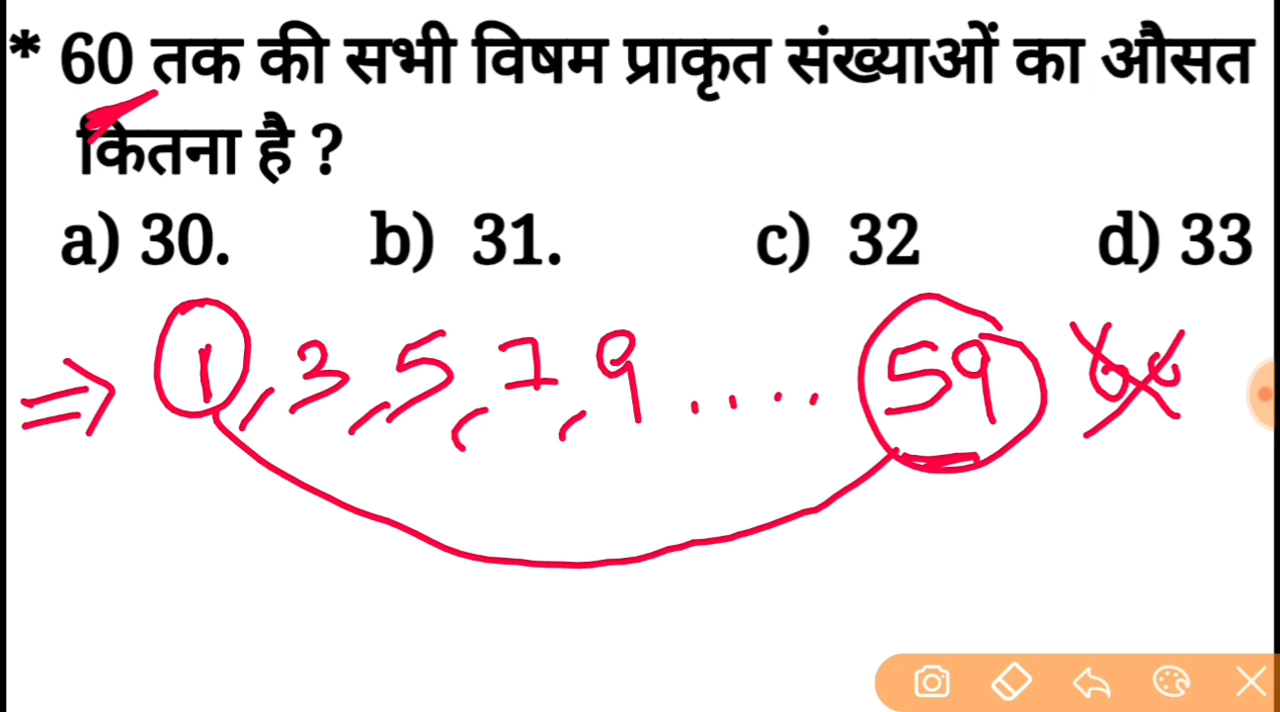 * 60 तक की सभी विषम प्राकृत संख्याओं का औसत
कितना है ?
a) 30. b) 31. c) 32 d) 33
⇒ 1, 3, 5, 7, 9 ..... 59